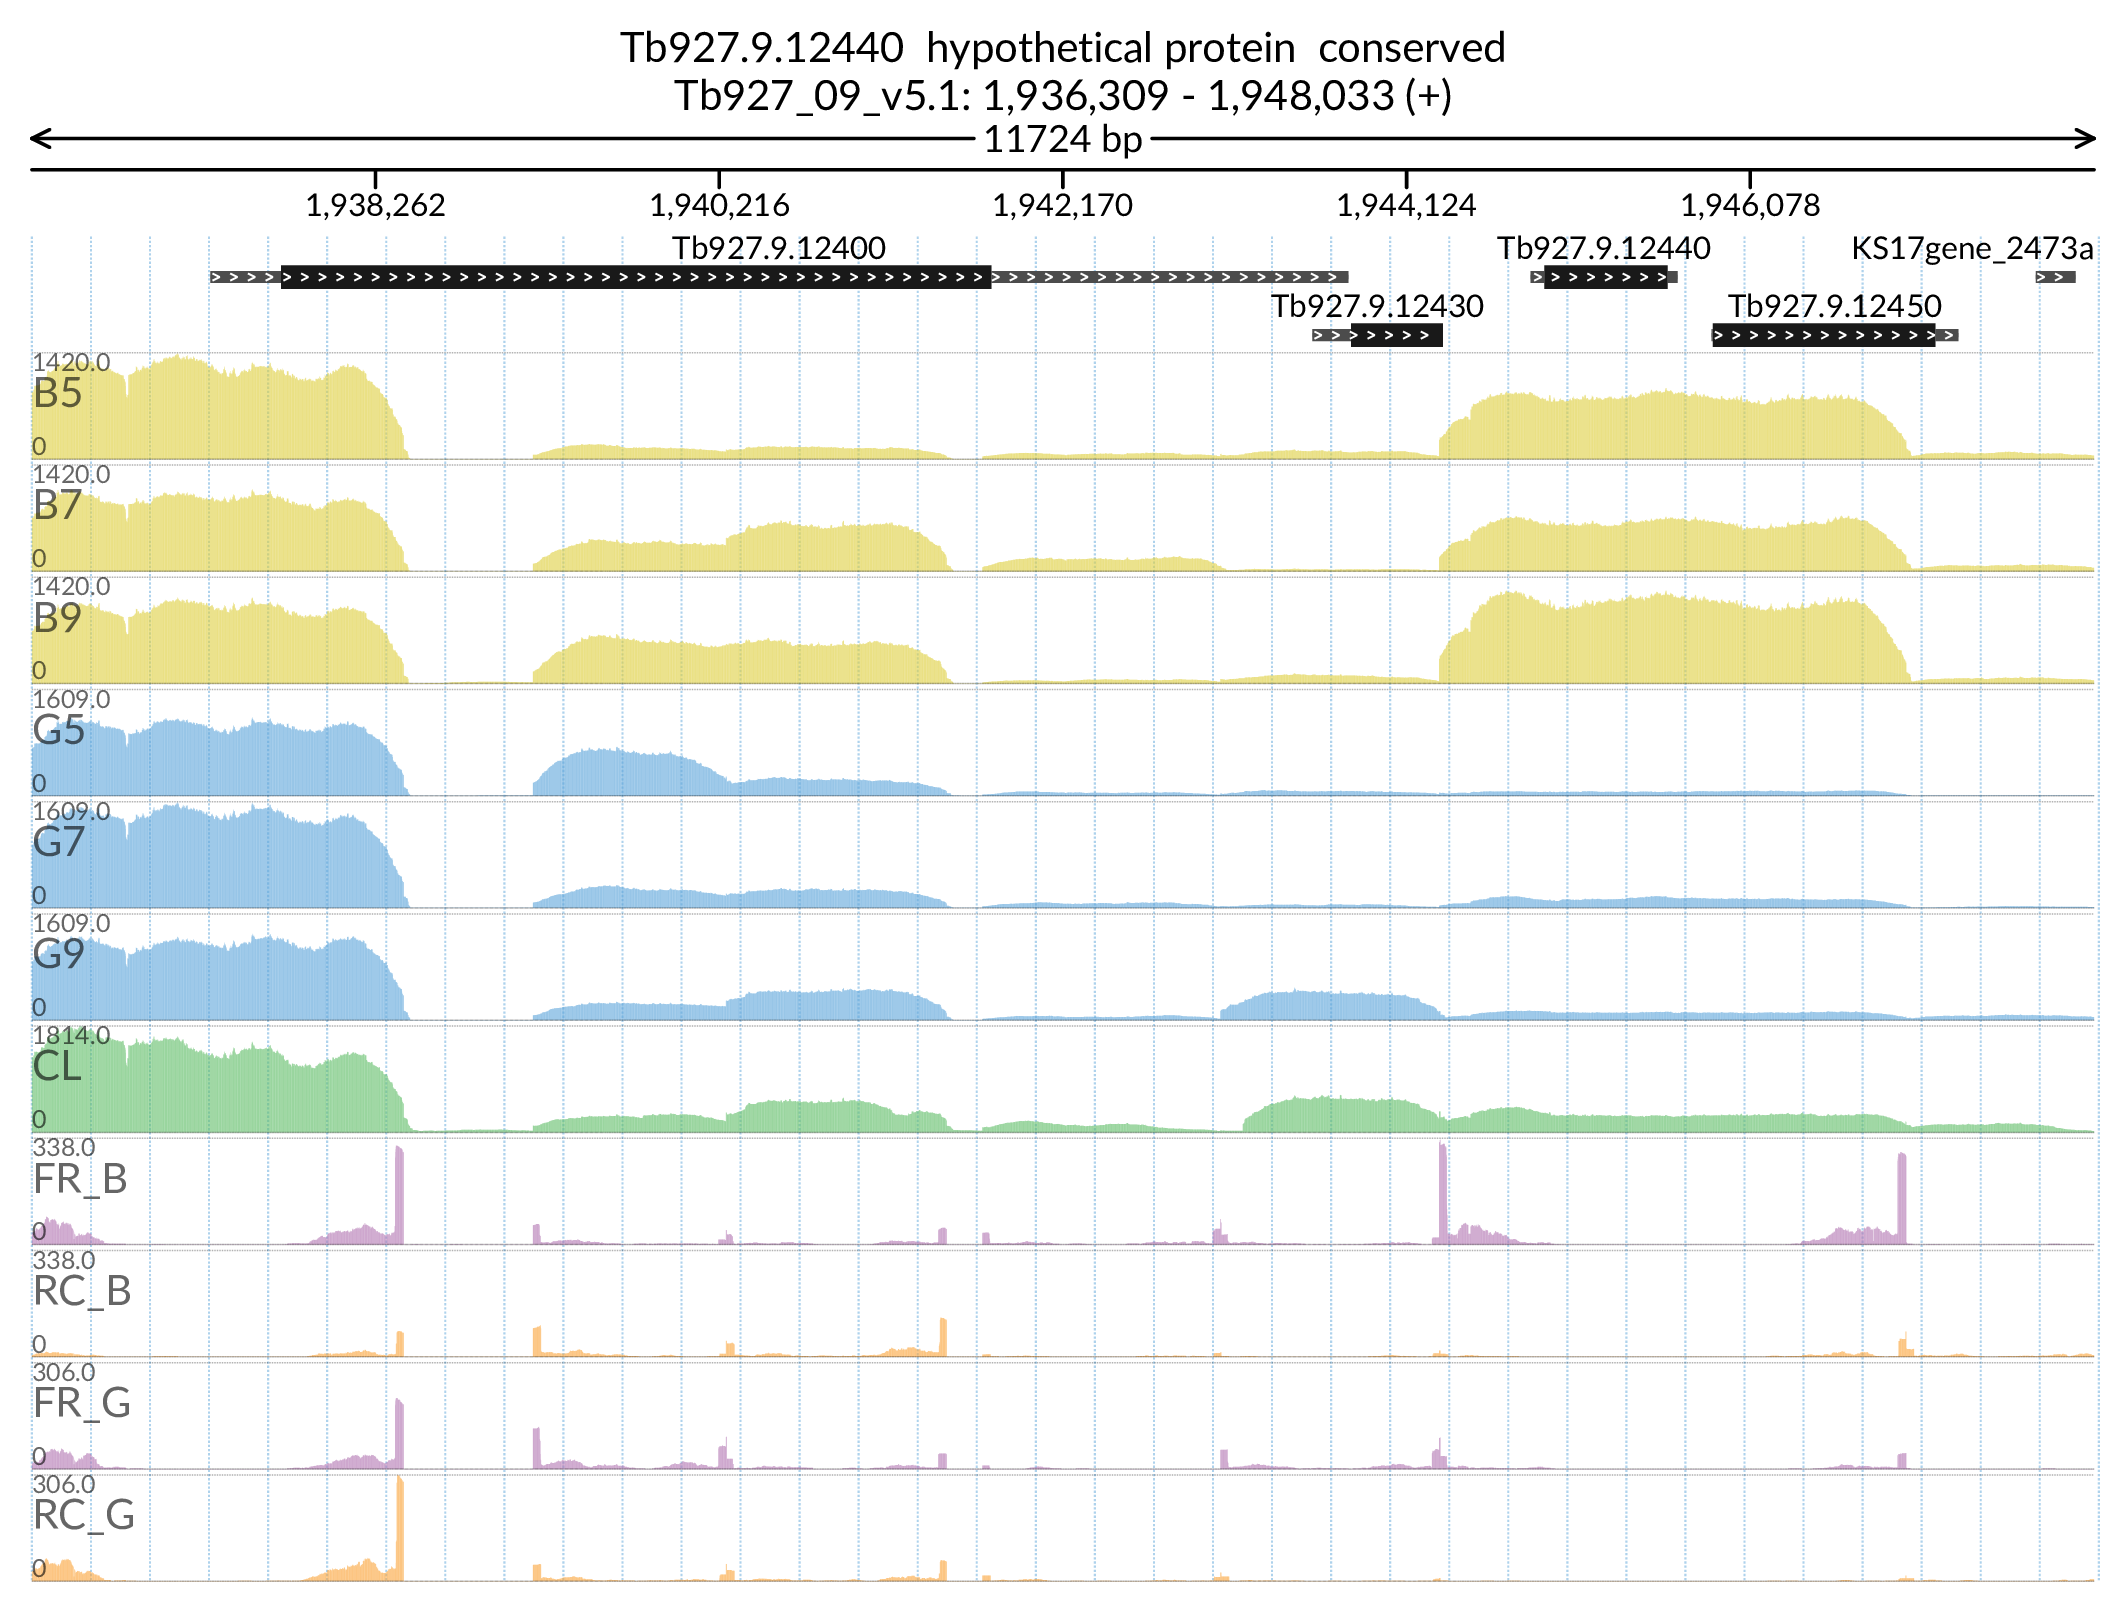 Tb927.9.12440  hypothetical protein  conserved
Tb927_09_v5.1: 1,936,309 - 1,948,033 (+)
11724 bp
1,938,262 1,940,216 1,942,170 1,944,124 1,946,078
Tb927.9.12400 Tb927.9.12440 KS17gene_2473a
Tb927.9.12430 Tb927.9.12450
1420.0
B5
0
1420.0
B7
0
1420.0
B9
0
1609.0
G5
0
1609.0
G7
0
1609.0
G9
0
1814.0
CL
0
338.0
FR_B
0
338.0
RC_B
0
306.0
FR_G
0
306.0
RC_G
0